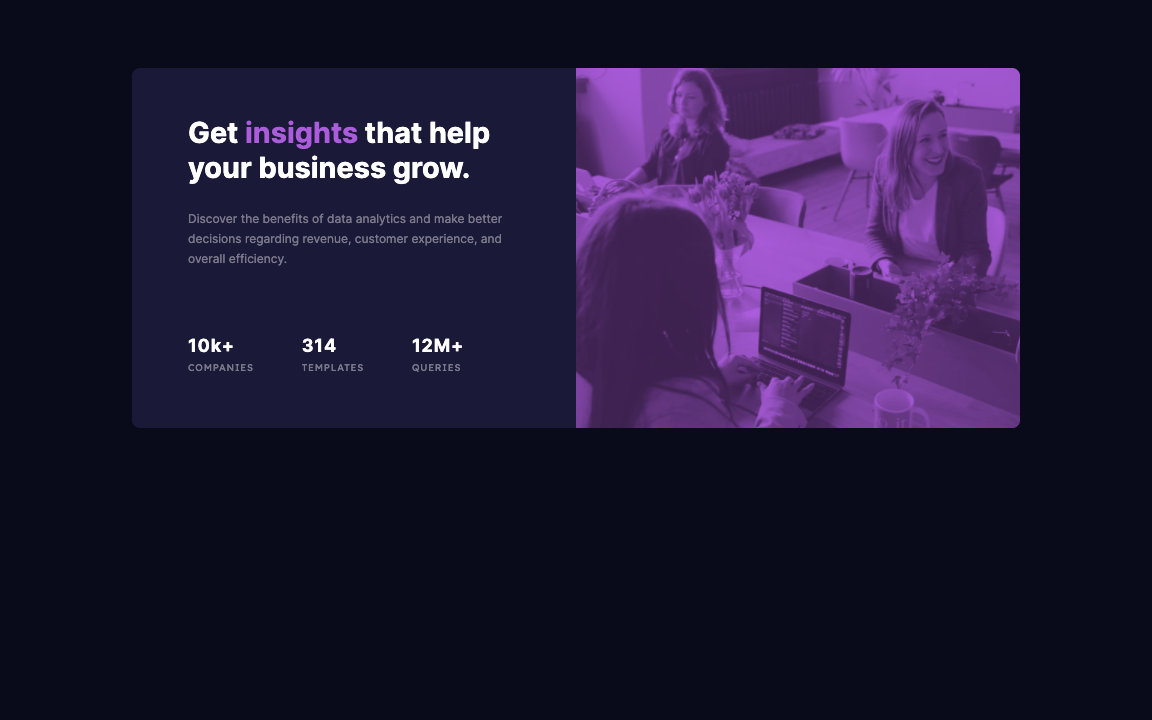 Get insights that help
your business grow.
Discover the benefits of data analytics and make better
decisions regarding revenue, customer experience, and
overall efficiency.
10k+ 314 12M+
COMPANIES TEMPLATES QUERIES